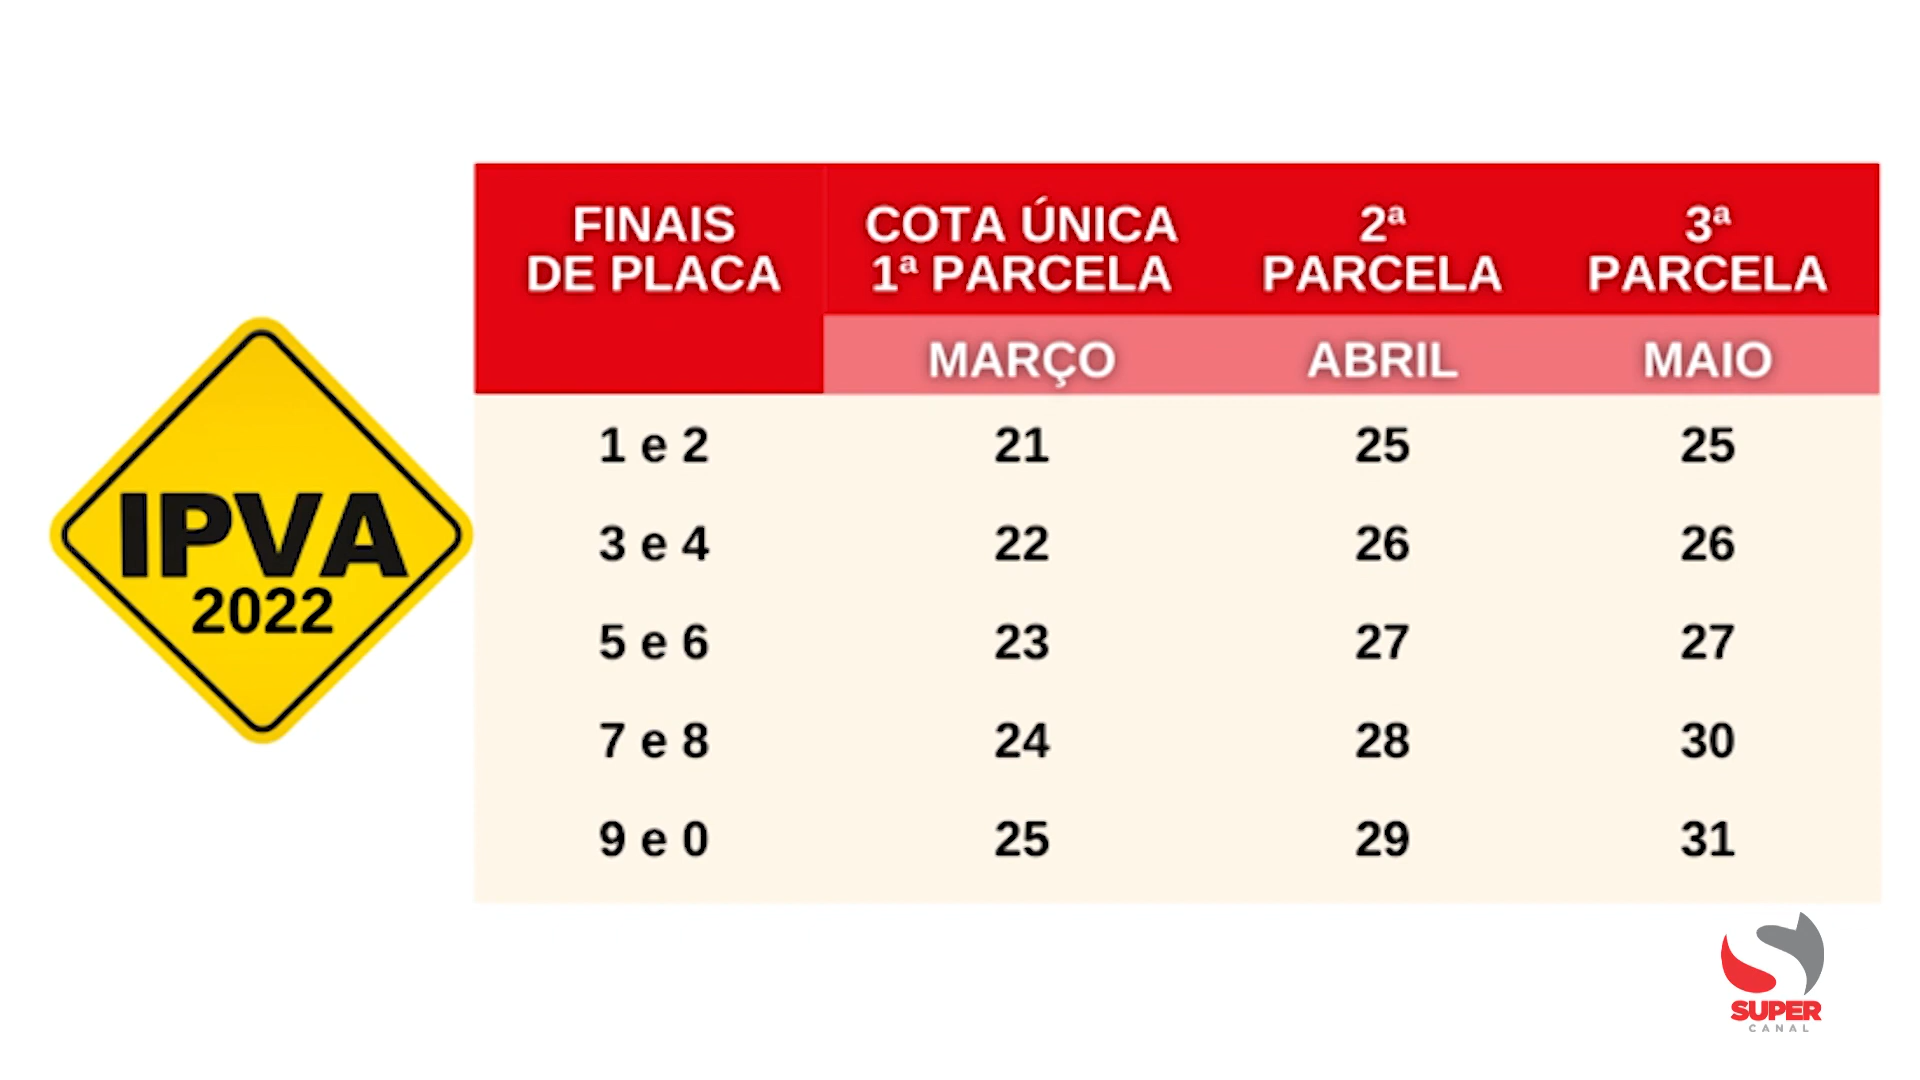 IPVA
2022
FINAIS
DE PLACA
COTA ÚNICA
1ª PARCELA
2ª
PARCELA
3ª
PARCELA
MARÇO ABRIL MAIO
1 e 2 21 25 25
3 e 4 22 26 26
5 e 6 23 27 27
7 e 8 24 28 30
9 e 0 25 29 31
SUPER
CANAL